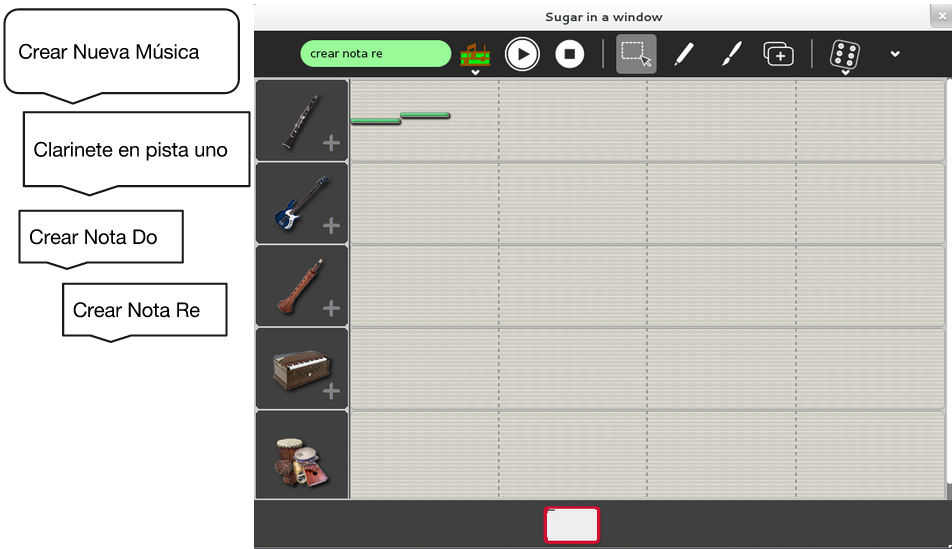 Crear Nueva Música
Clarinete en pista uno
Crear Nota Do
Crear Nota Re
Sugar in a window
crear nota re